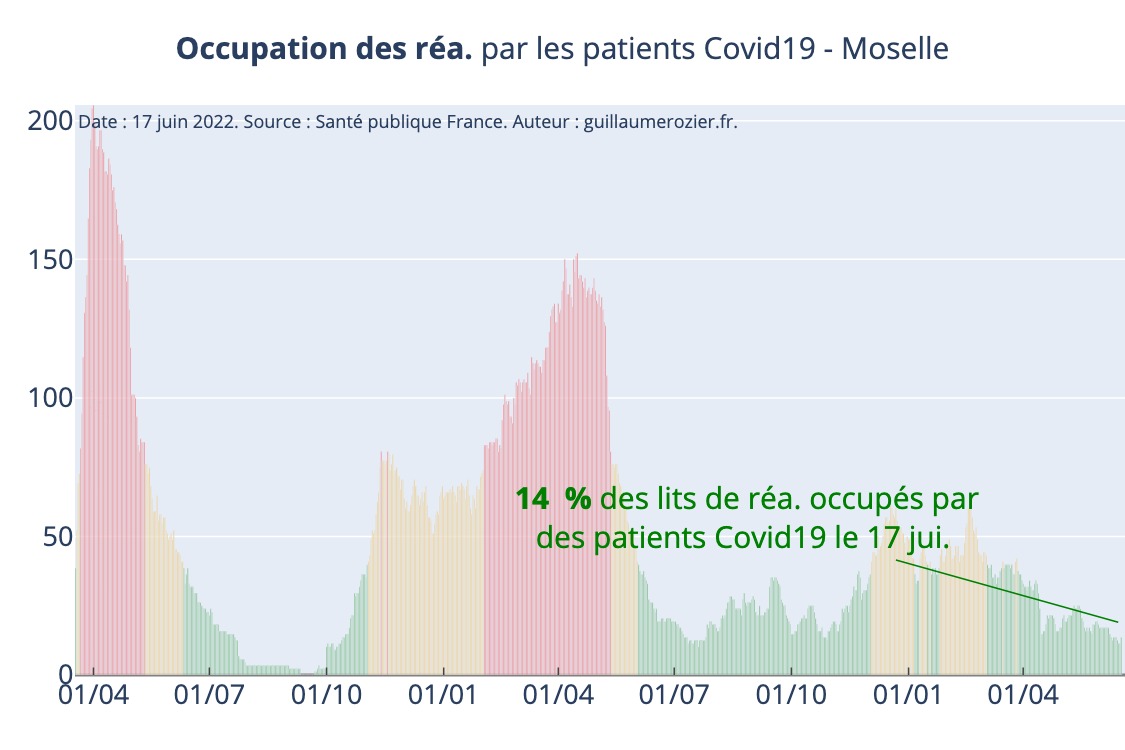 Occupation des réa. par les patients Covid19 - Moselle
200
Date : 17 juin 2022. Source : Santé publique France. Auteur : guillaumerozier.fr.
150
100
14 % des lits de réa. occupés par
des patients Covid19 le 17 jui.
50
0
01/04 01/07 01/10 01/01 01/04 01/07 01/10 01/01 01/04